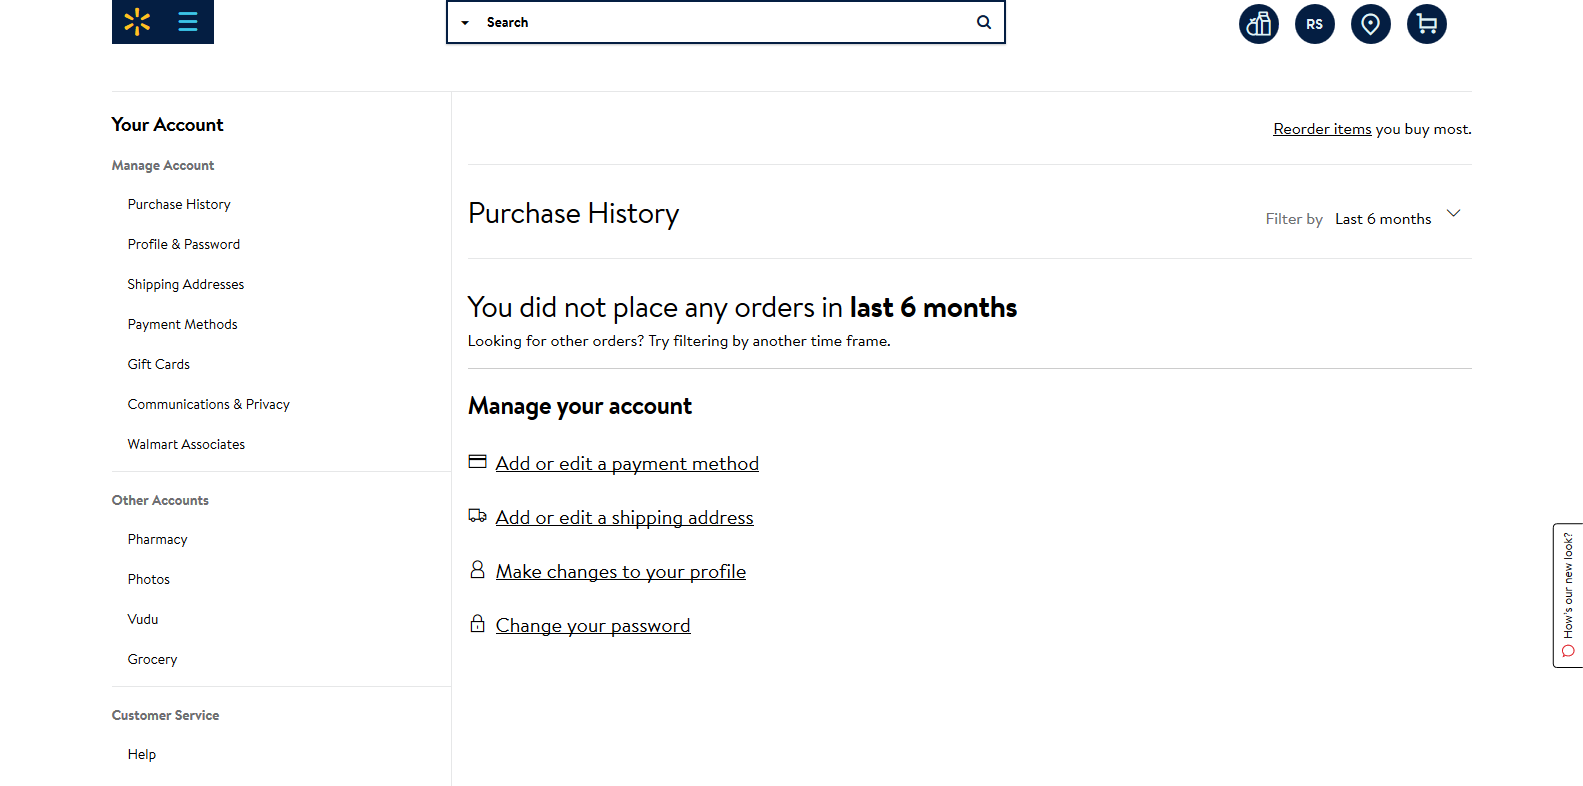 Search
RS
Your Account
Manage Account
Purchase History
Profile & Password
Shipping Addresses
Payment Methods
Gift Cards
Communications & Privacy
Walmart Associates
Other Accounts
Pharmacy
Photos
Vudu
Grocery
Customer Service
Help
Reorder items you buy most.
Purchase History
Filter by Last 6 months
You did not place any orders in last 6 months
Looking for other orders? Try filtering by another time frame.
Manage your account
Add or edit a payment method
Add or edit a shipping address
Make changes to your profile
Change your password
How's our new look?